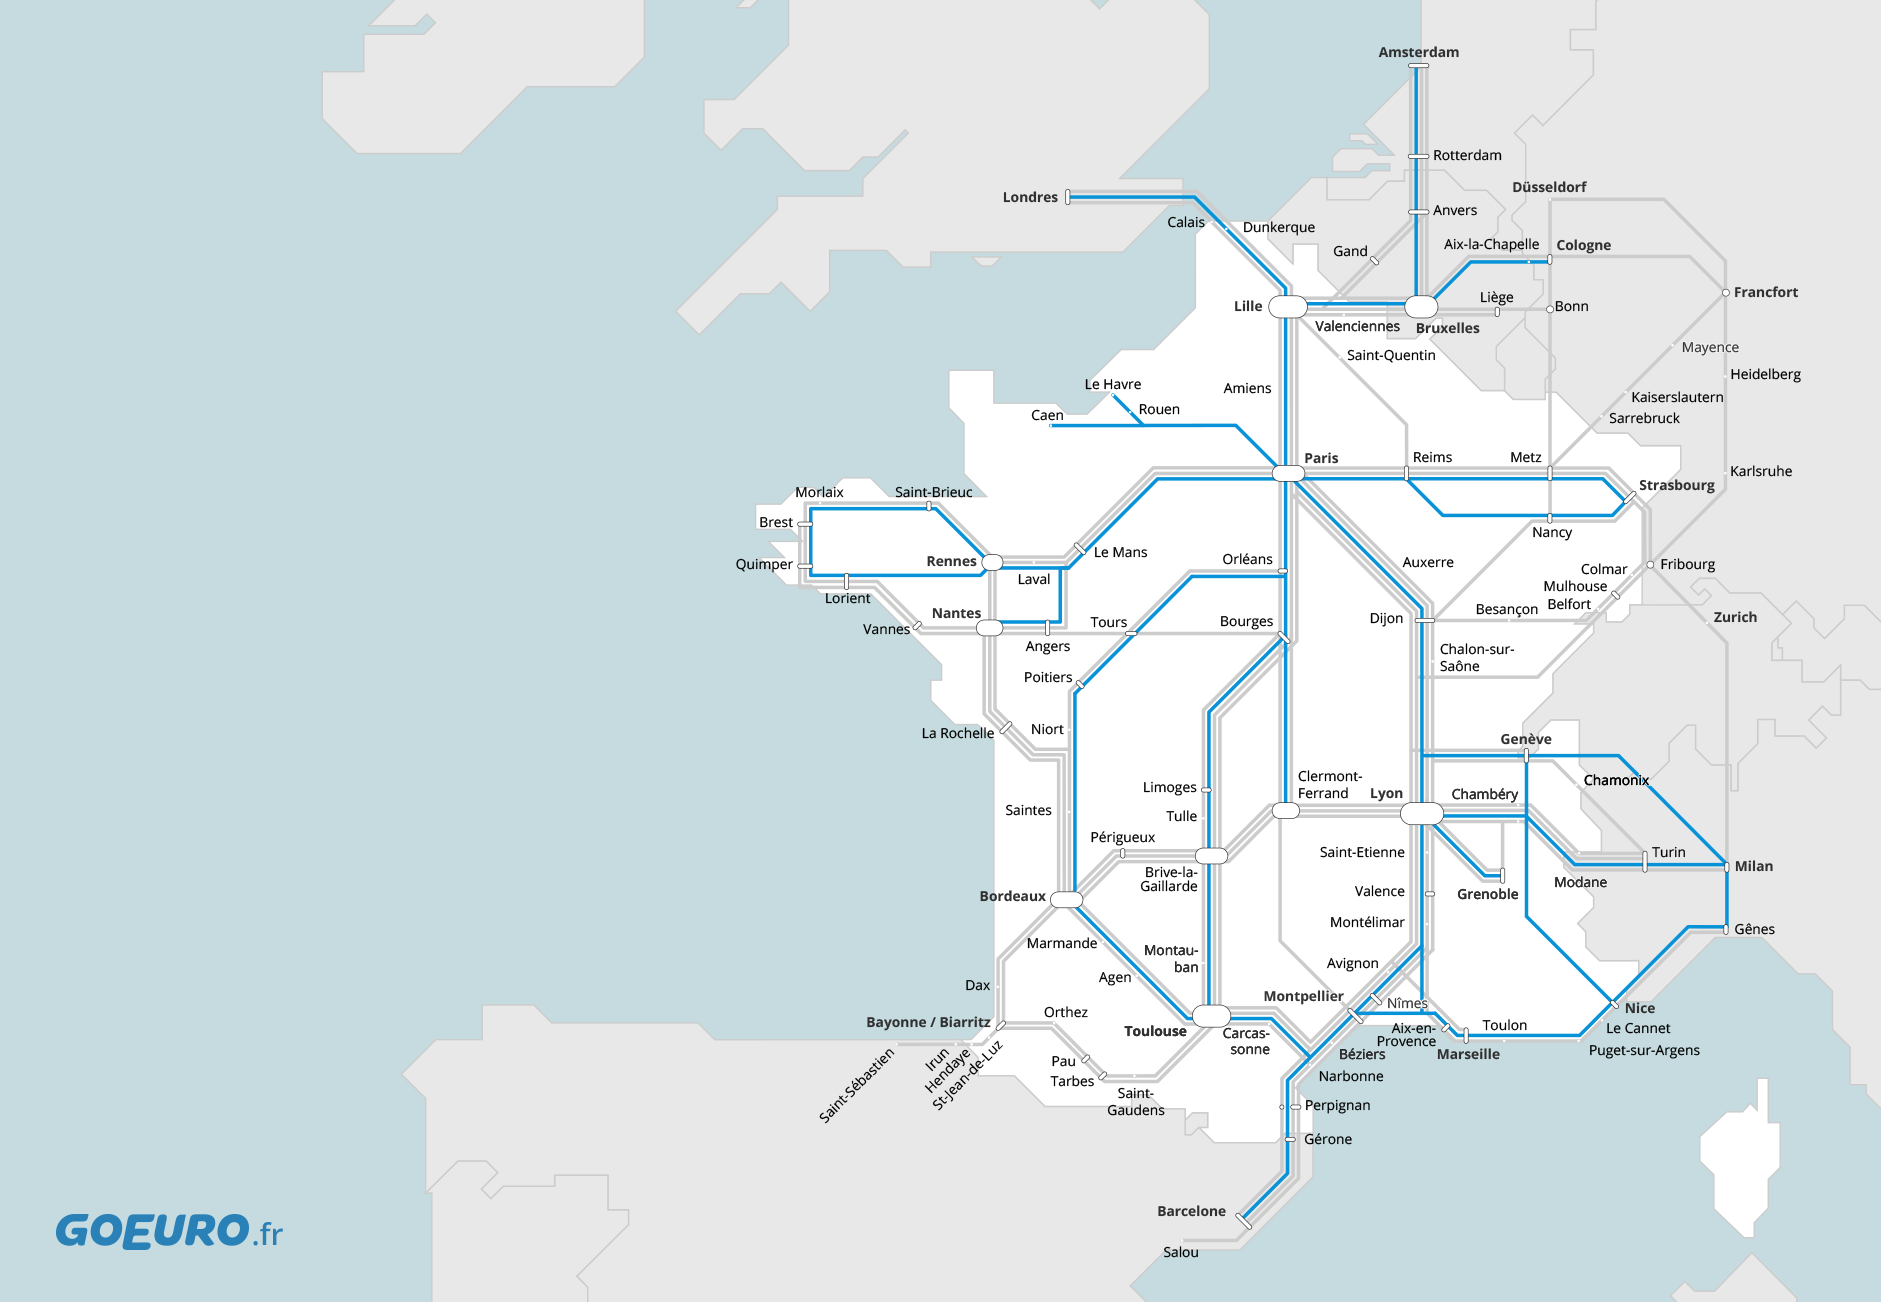 Amsterdam
Rotterdam
Düsseldorf
Londres
Anvers
Calais
Dunkerque
Gand
Aix-la-Chapelle
Cologne
Francfort
Liège
Lille
Bonn
Valenciennes
Bruxelles
Mayence
Saint-Quentin
Heidelberg
Le Havre
Amiens
Kaiserslautern
Rouen
Caen
Sarrebruck
Paris
Reims
Metz
Karlsruhe
Strasbourg
Morlaix
Saint-Brieuc
Brest
Nancy
Le Mans
Rennes
Orléans
Auxerre
Quimper
Colmar
Fribourg
Laval
Mulhouse
Lorient
Belfort
Nantes
Besançon
Zurich
Tours
Bourges
Dijon
Vannes
Angers
Chalon-sur-
Saône
Poitiers
La Rochelle
Niort
Genève
Clermont-
Ferrand
Chamonix
Limoges
Lyon
Chambéry
Saintes
Tulle
Périgueux
Saint-Etienne
Turin
Milan
Brive-la-
Gaillarde
Modane
Valence
Grenoble
Bordeaux
Montélimar
Gênes
Marmande
Montau-
ban
Avignon
Agen
Dax
Montpellier
Nîmes
Nice
Orthez
Bayonne / Biarritz
Toulouse
Carcas-
sonne
Aix-en-
Provence
Toulon
Le Cannet
Marseille
Puget-sur-Argens
Béziers
Saint-Sébastien
Irun
Hendaye
St-Jean-de-Luz
Pau
Tarbes
Narbonne
Saint-
Gaudens
Perpignan
Gérone
Barcelone
Salou
GOEURO.fr